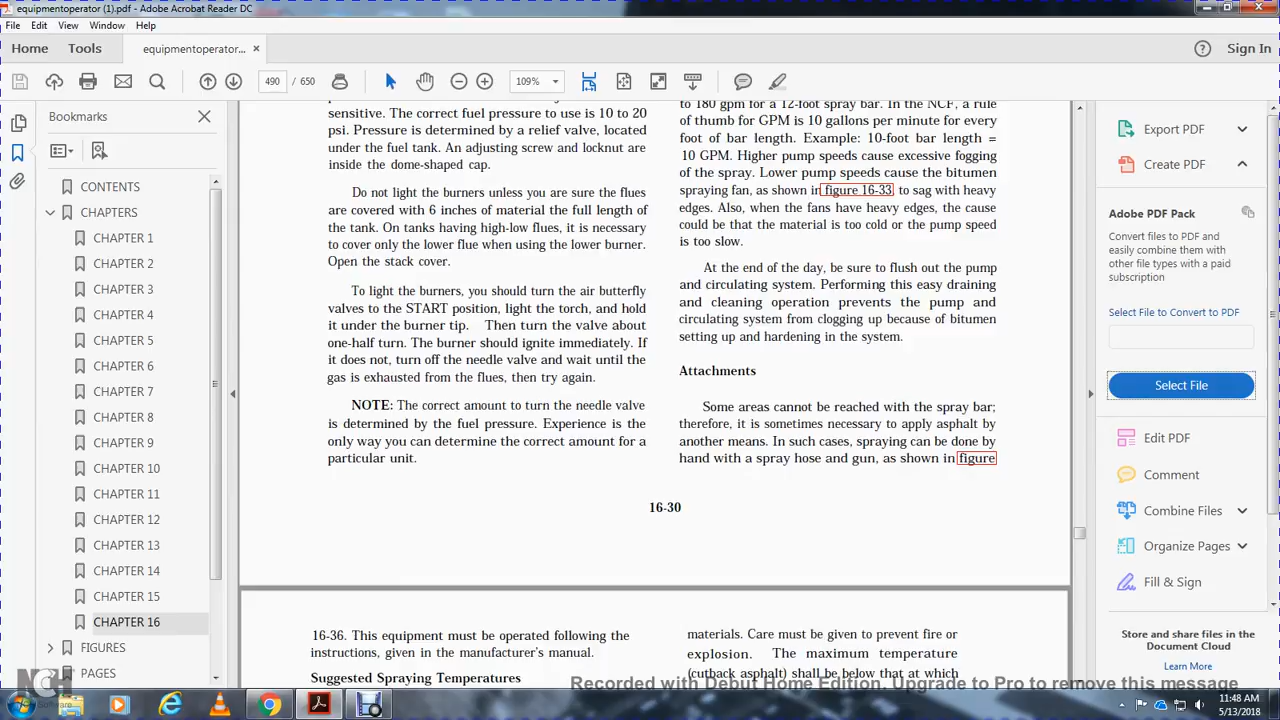 equipmentoperator (1).pdf - Adobe Acrobat Reader DC
File Edit View Window Help
Home Tools equipmentoperator... Sign In
490 / 650 109%
Bookmarks
CONTENTS
CHAPTERS
CHAPTER 1
CHAPTER 2
CHAPTER 3
CHAPTER 4
CHAPTER 5
CHAPTER 6
CHAPTER 7
CHAPTER 8
CHAPTER 9
CHAPTER 10
CHAPTER 11
CHAPTER 12
CHAPTER 13
CHAPTER 14
CHAPTER 15
CHAPTER 16
FIGURES
PAGES
sensitive. The correct fuel pressure to use is 10 to 20
psi. Pressure is determined by a relief valve, located
under the fuel tank. An adjusting screw and locknut are
inside the dome-shaped cap.
Do not light the burners unless you are sure the flues
are covered with 6 inches of material the full length of
the tank. On tanks having high-low flues, it is necessary
to cover only the lower flue when using the lower burner.
Open the stack cover.
To light the burners, you should turn the air butterfly
valves to the START position, light the torch, and hold
it under the burner tip. Then turn the valve about
one-half turn. The burner should ignite immediately. If
it does not, turn off the needle valve and wait until the
gas is exhausted from the flues, then try again.
NOTE: The correct amount to turn the needle valve
is determined by the fuel pressure. Experience is the
only way you can determine the correct amount for a
particular unit.
to 180 gpm for a 12-foot spray bar. In the NCF, a rule
of thumb for GPM is 10 gallons per minute for every
foot of bar length. Example: 10-foot bar length =
10 GPM. Higher pump speeds cause excessive fogging
of the spray. Lower pump speeds cause the bitumen
spraying fan, as shown in figure 16-33 to sag with heavy
edges. Also, when the fans have heavy edges, the cause
could be that the material is too cold or the pump speed
is too slow.
At the end of the day, be sure to flush out the pump
and circulating system. Performing this easy draining
and cleaning operation prevents the pump and
circulating system from clogging up because of bitumen
setting up and hardening in the system.
Attachments
Some areas cannot be reached with the spray bar;
therefore, it is sometimes necessary to apply asphalt by
another means. In such cases, spraying can be done by
hand with a spray hose and gun, as shown in figure
16-30
16-36. This equipment must be operated following the
instructions, given in the manufacturer's manual.
Suggested Spraying Temperatures
materials. Care must be given to prevent fire or
explosion. The maximum temperature
(cutback asphalt) shall be below that at which
Export PDF
Create PDF
Adobe PDF Pack
Convert files to PDF and
easily combine them with
other file types with a paid
subscription
Select File to Convert to PDF
Select File
Edit PDF
Comment
Combine Files
Organize Pages
Fill & Sign
Store and share files in the
Document Cloud
Learn More
NCH
Software
Recorded with Debut Home Edition. Upgrade to Pro to remove this message
11:48 AM
5/13/2018